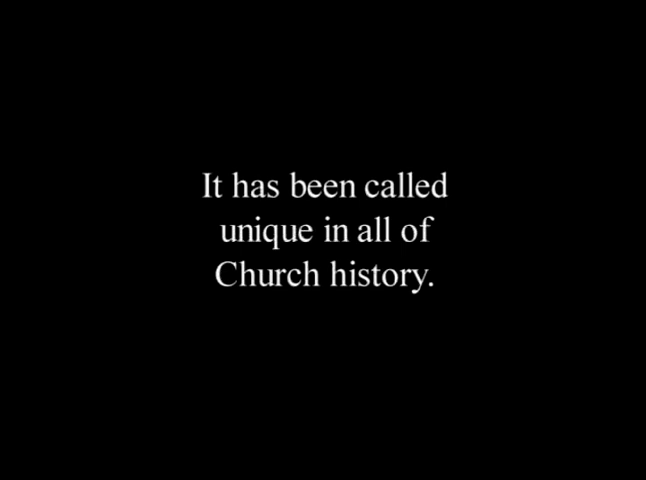 It has been called
unique in all of
Church history.